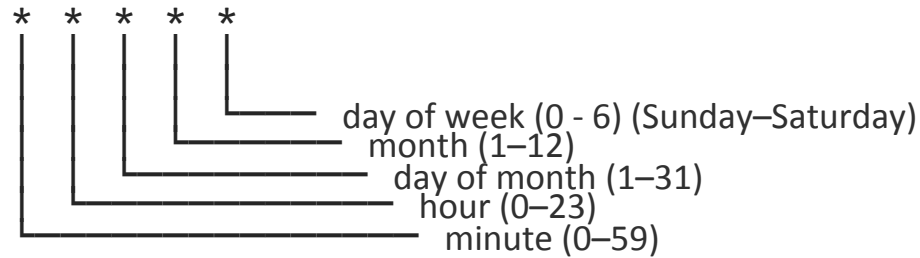 * * * * *
day of week (0 - 6) (Sunday–Saturday)
month (1–12)
day of month (1–31)
hour (0–23)
minute (0–59)